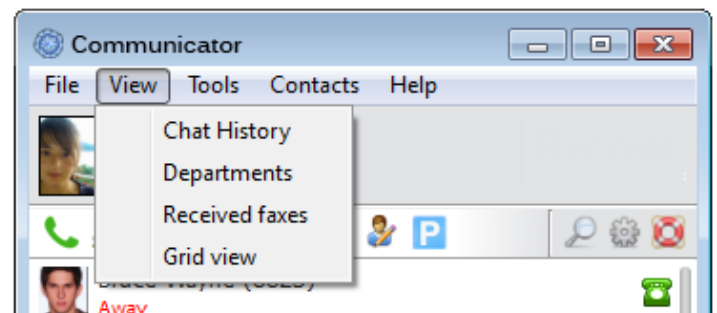 Communicator
File View Tools Contacts Help
Chat History
Departments
Received faxes
Grid view
P
Away